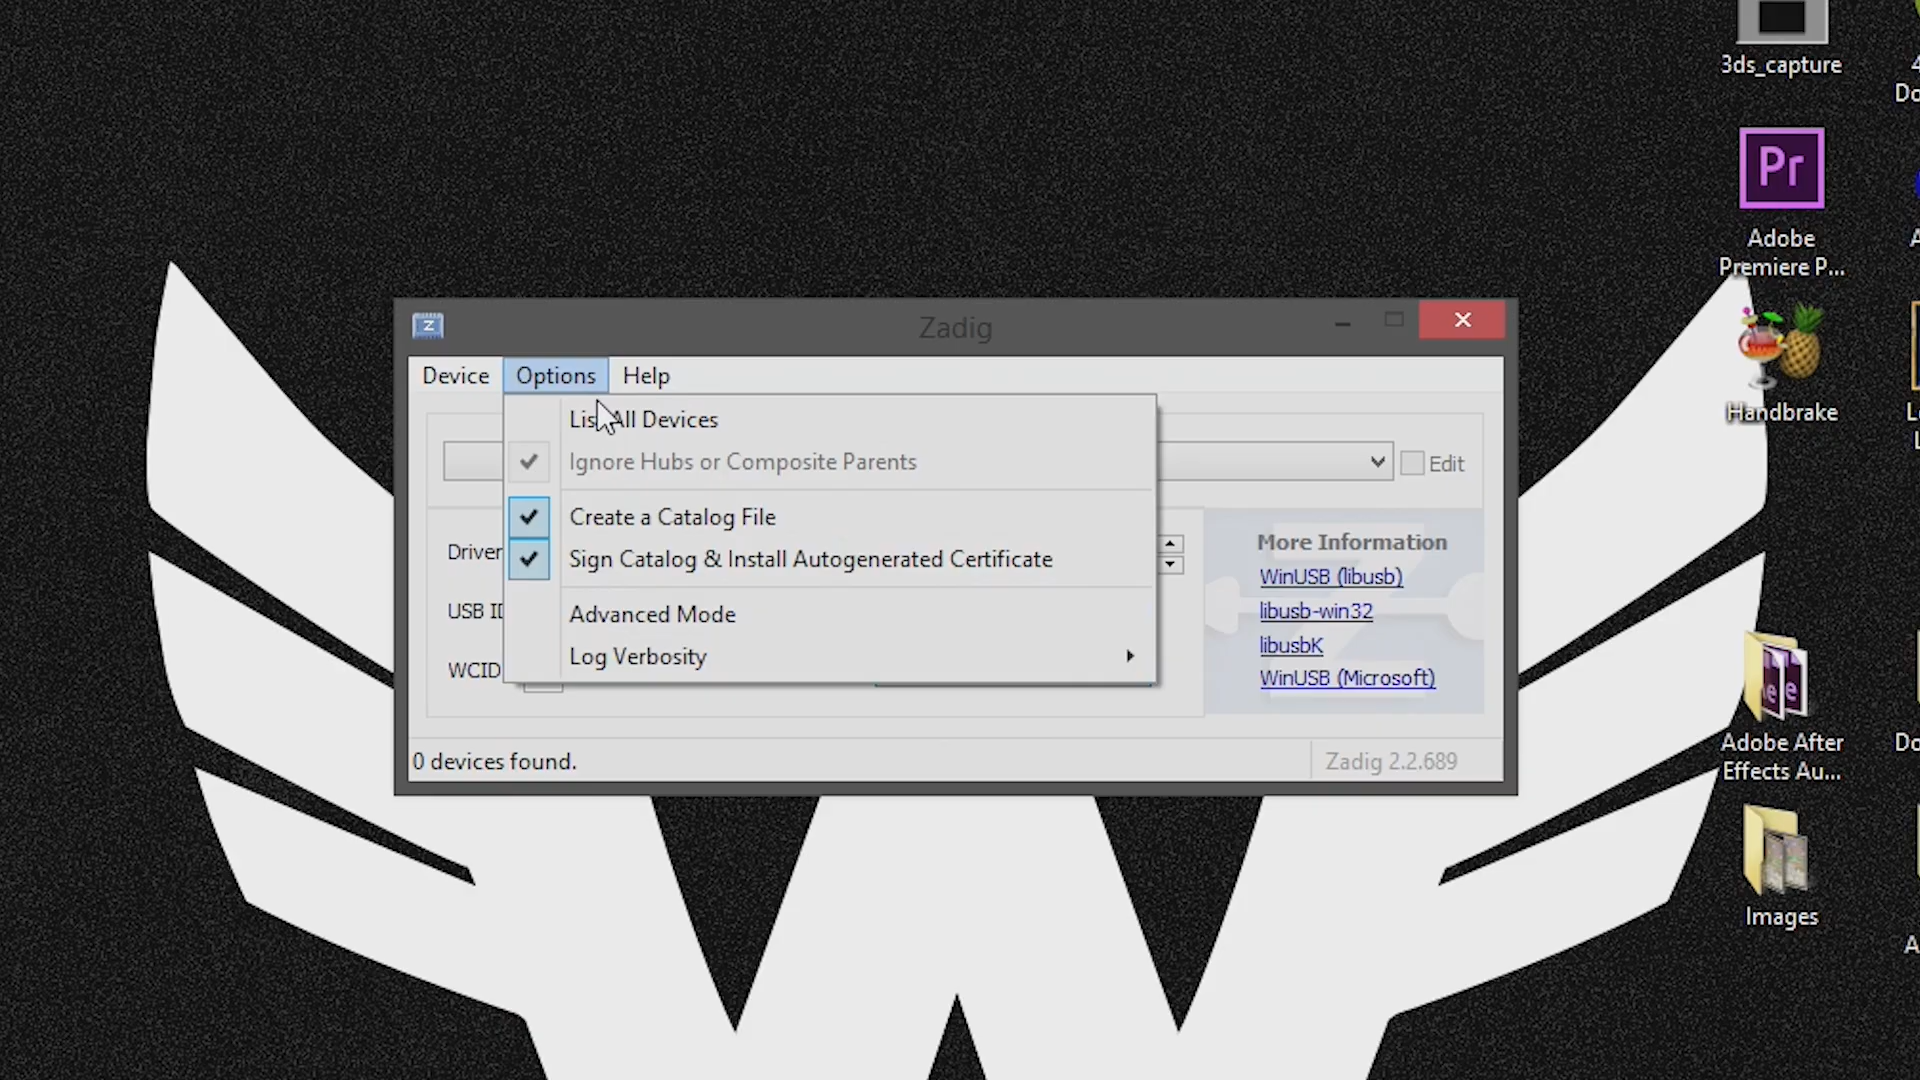 3ds_capture
Pr
Adobe
Premiere P...
Zadig
Device Options Help
List All Devices
Ignore Hubs or Composite Parents
Edit
Create a Catalog File
Sign Catalog & Install Autogenerated Certificate
Advanced Mode
Log Verbosity
Driver
USB ID
WCID
More Information
WinUSB (libusb)
libusb-win32
libusbK
WinUSB (Microsoft)
0 devices found.
Zadig 2.2.689
Handbrake
Adobe After
Effects Au...
Images
Do